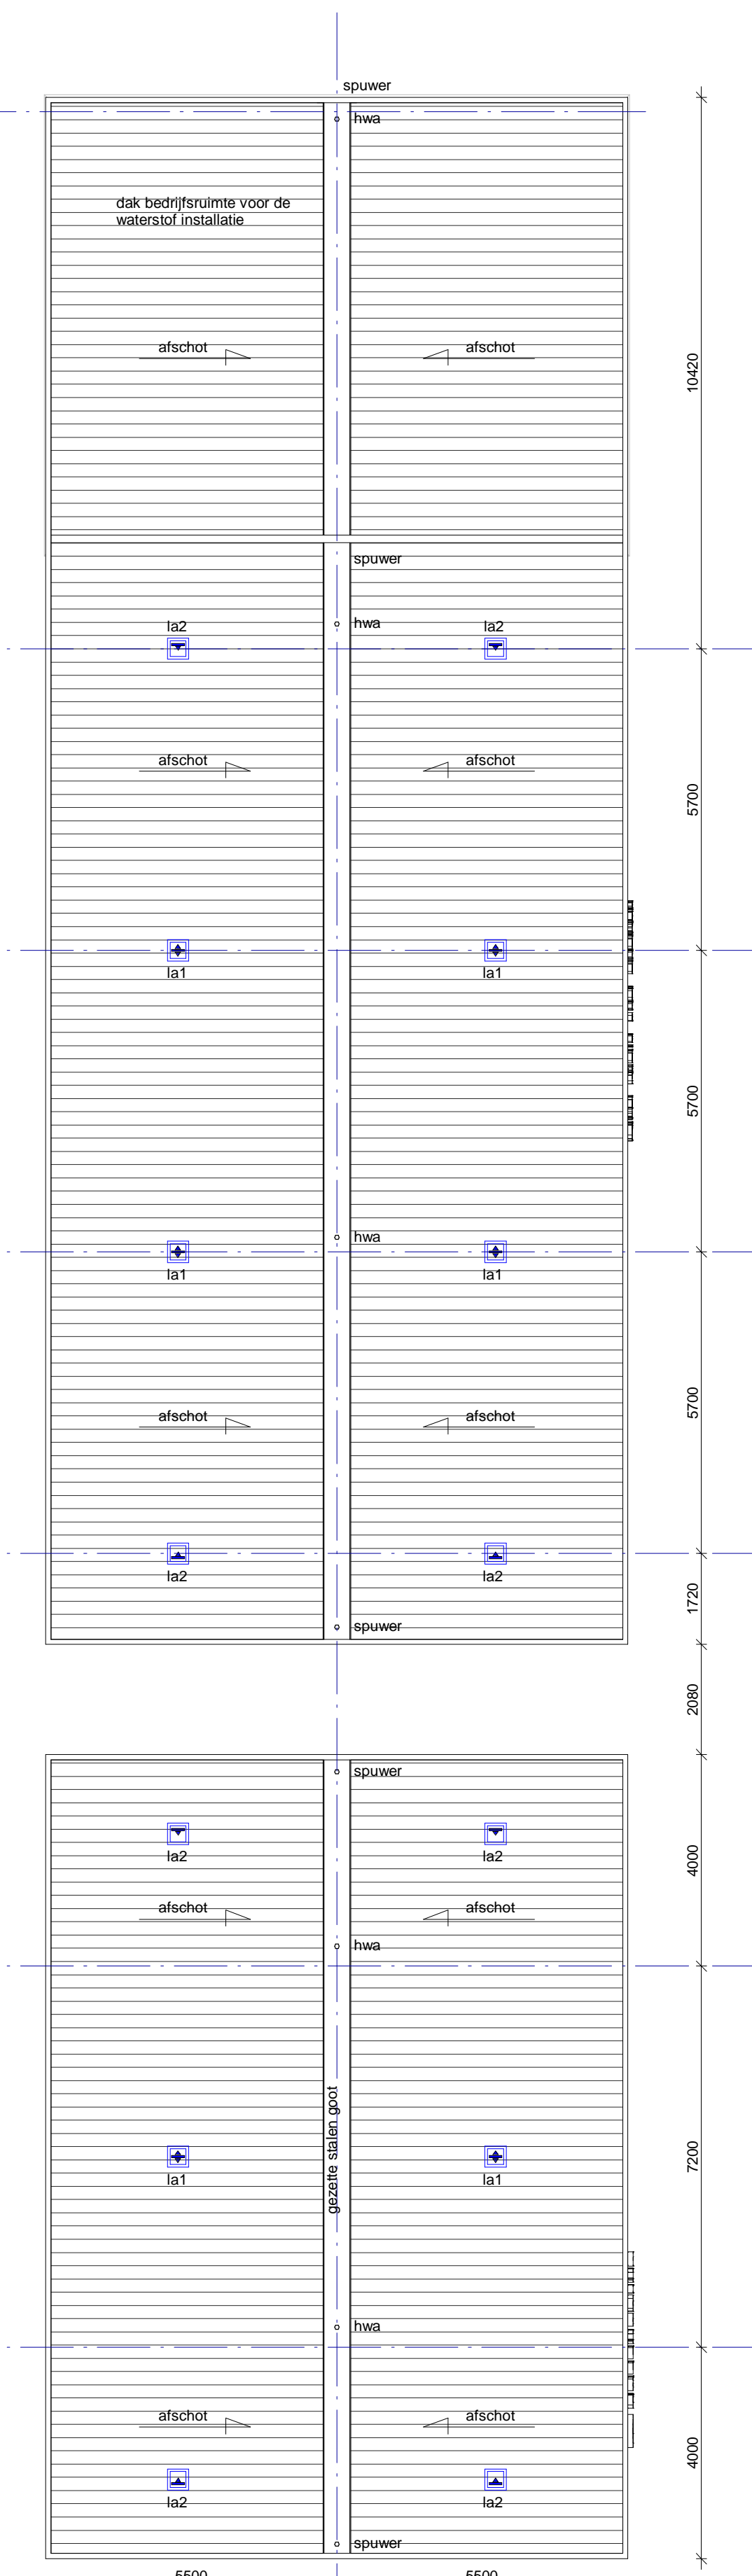 spuwer
hwa
dak bedrijfsruimte voor de
waterstof installatie
afschot
afschot
10420
spuwer
hwa
la2
la2
afschot
afschot
5700
la1
la1
5700
hwa
la1
la1
5700
afschot
afschot
la2
la2
1720
spuwer
2080
spuwer
la2
la2
4000
afschot
afschot
hwa
gezette stalen goot
la1
la1
7200
hwa
afschot
afschot
4000
la2
la2
spuwer
5500
5500